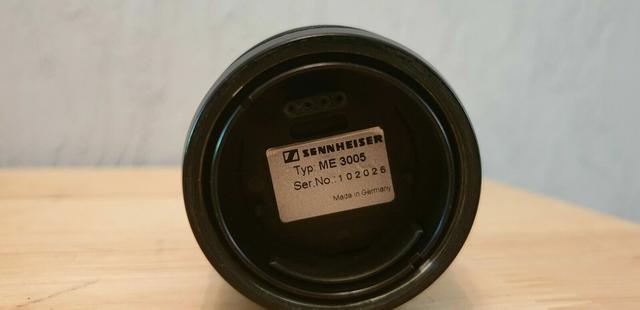 SENNHEISER
Typ: ME 3005
Ser.No.: 102026
Made in Germany